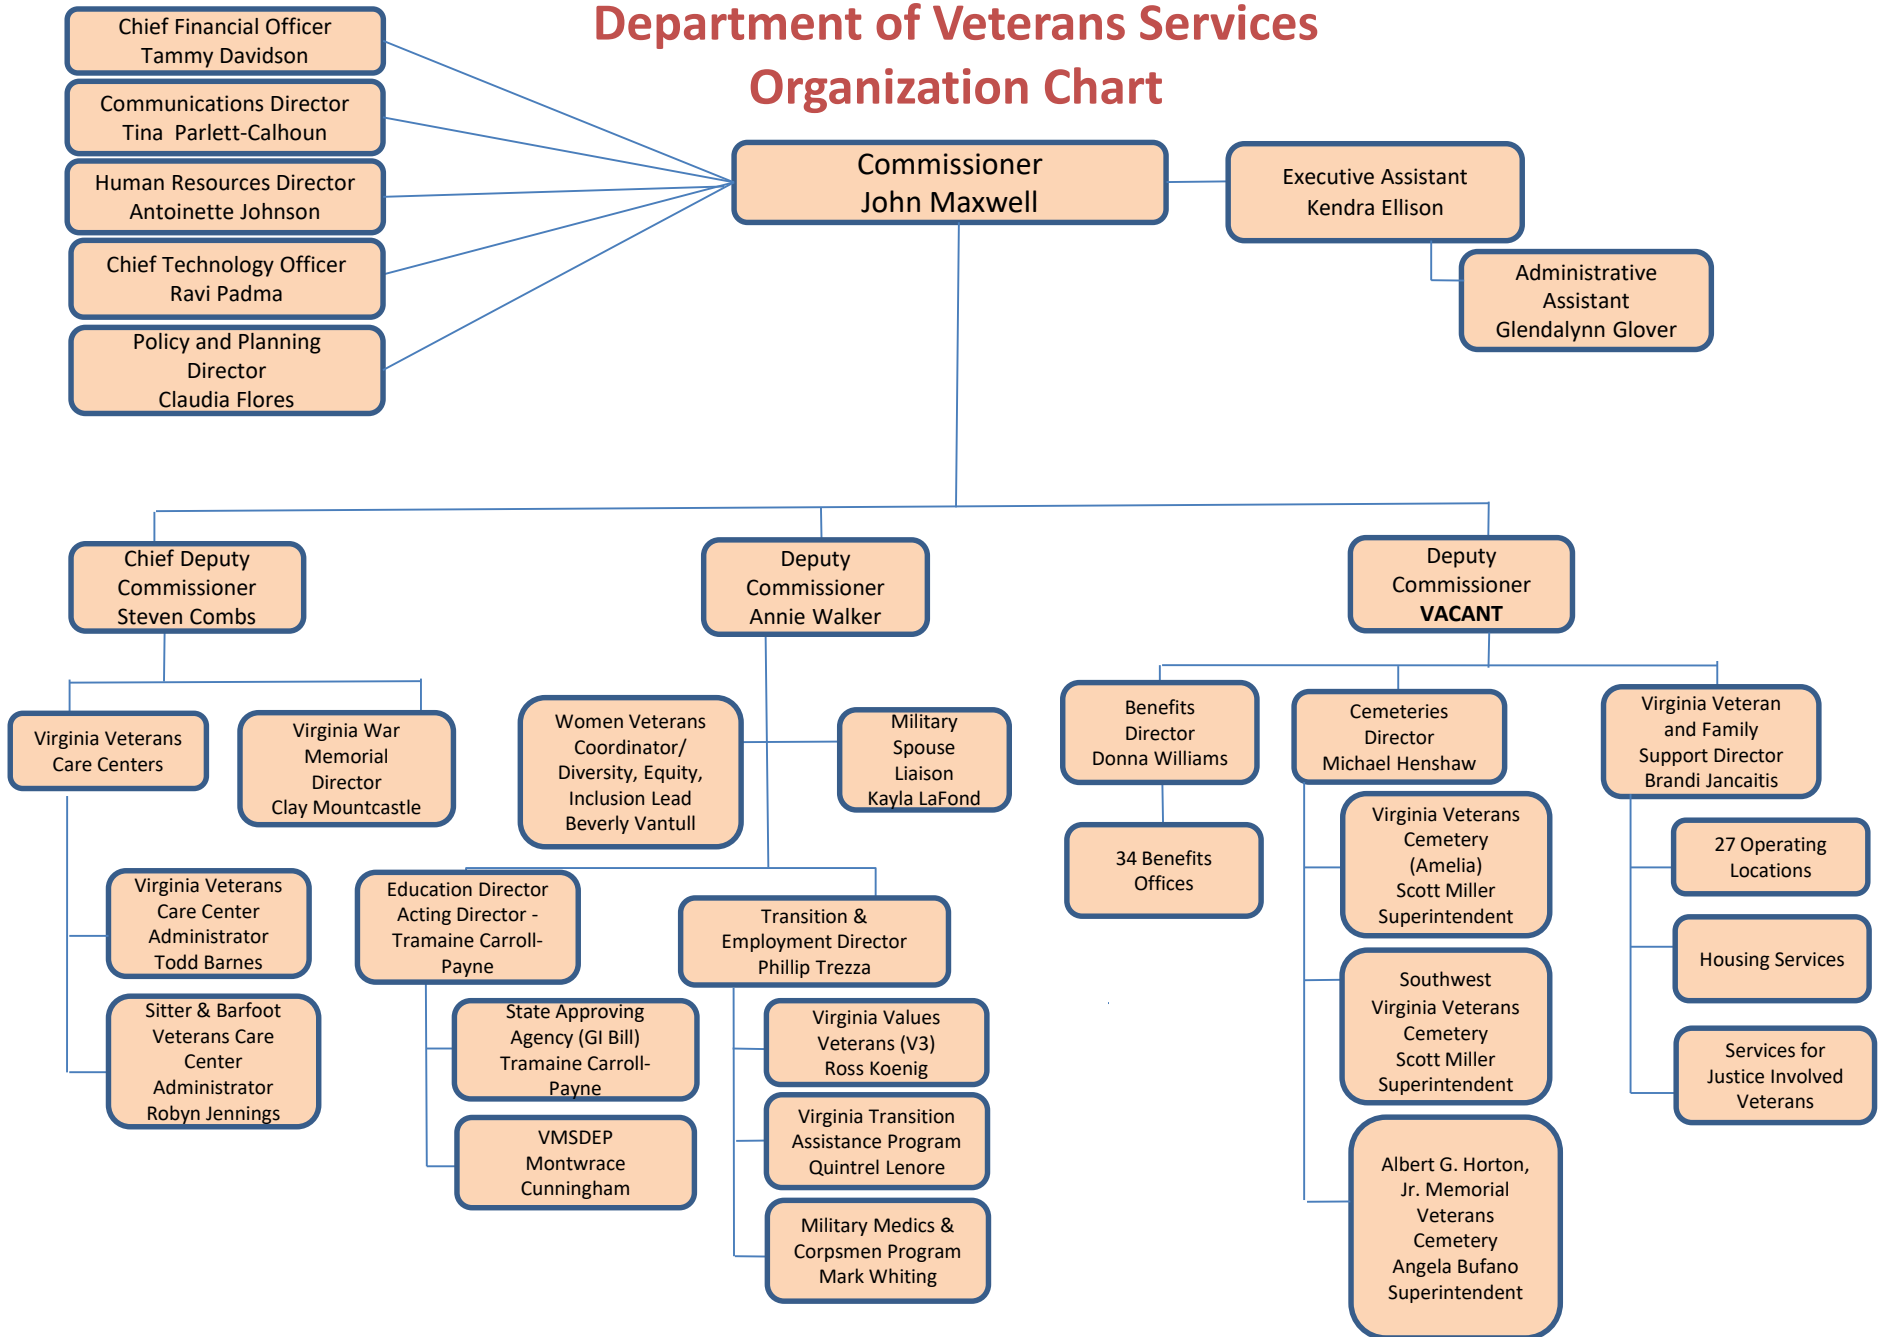 Department of Veterans Services
Organization Chart
Chief Financial Officer
Tammy Davidson
Communications Director
Tina  Parlett-Calhoun
Human Resources Director
Antoinette Johnson
Chief Technology Officer
Ravi Padma
Policy and Planning
Director
Claudia Flores
Commissioner
John Maxwell
Executive Assistant
Kendra Ellison
Administrative
Assistant
Glendalynn Glover
Chief Deputy
Commissioner
Steven Combs
Deputy
Commissioner
Annie Walker
Deputy
Commissioner
VACANT
Virginia Veterans
Care Centers
Virginia War
Memorial
Director
Clay Mountcastle
Women Veterans
Coordinator/
Diversity, Equity,
Inclusion Lead
Beverly Vantull
Military
Spouse
Liaison
Kayla LaFond
Benefits
Director
Donna Williams
Cemeteries
Director
Michael Henshaw
Virginia Veteran
and Family
Support Director
Brandi Jancaitis
Virginia Veterans
Care Center
Administrator
Todd Barnes
Sitter & Barfoot
Veterans Care
Center
Administrator
Robyn Jennings
Education Director
Acting Director -
Tramaine Carroll-
Payne
State Approving
Agency (GI Bill)
Tramaine Carroll-
Payne
VMSDEP
Montwrace
Cunningham
Transition &
Employment Director
Phillip Trezza
Virginia Values
Veterans (V3)
Ross Koenig
Virginia Transition
Assistance Program
Quintrel Lenore
Military Medics &
Corpsmen Program
Mark Whiting
34 Benefits
Offices
Virginia Veterans
Cemetery
(Amelia)
Scott Miller
Superintendent
Southwest
Virginia Veterans
Cemetery
Scott Miller
Superintendent
Albert G. Horton,
Jr. Memorial
Veterans
Cemetery
Angela Bufano
Superintendent
27 Operating
Locations
Housing Services
Services for
Justice Involved
Veterans